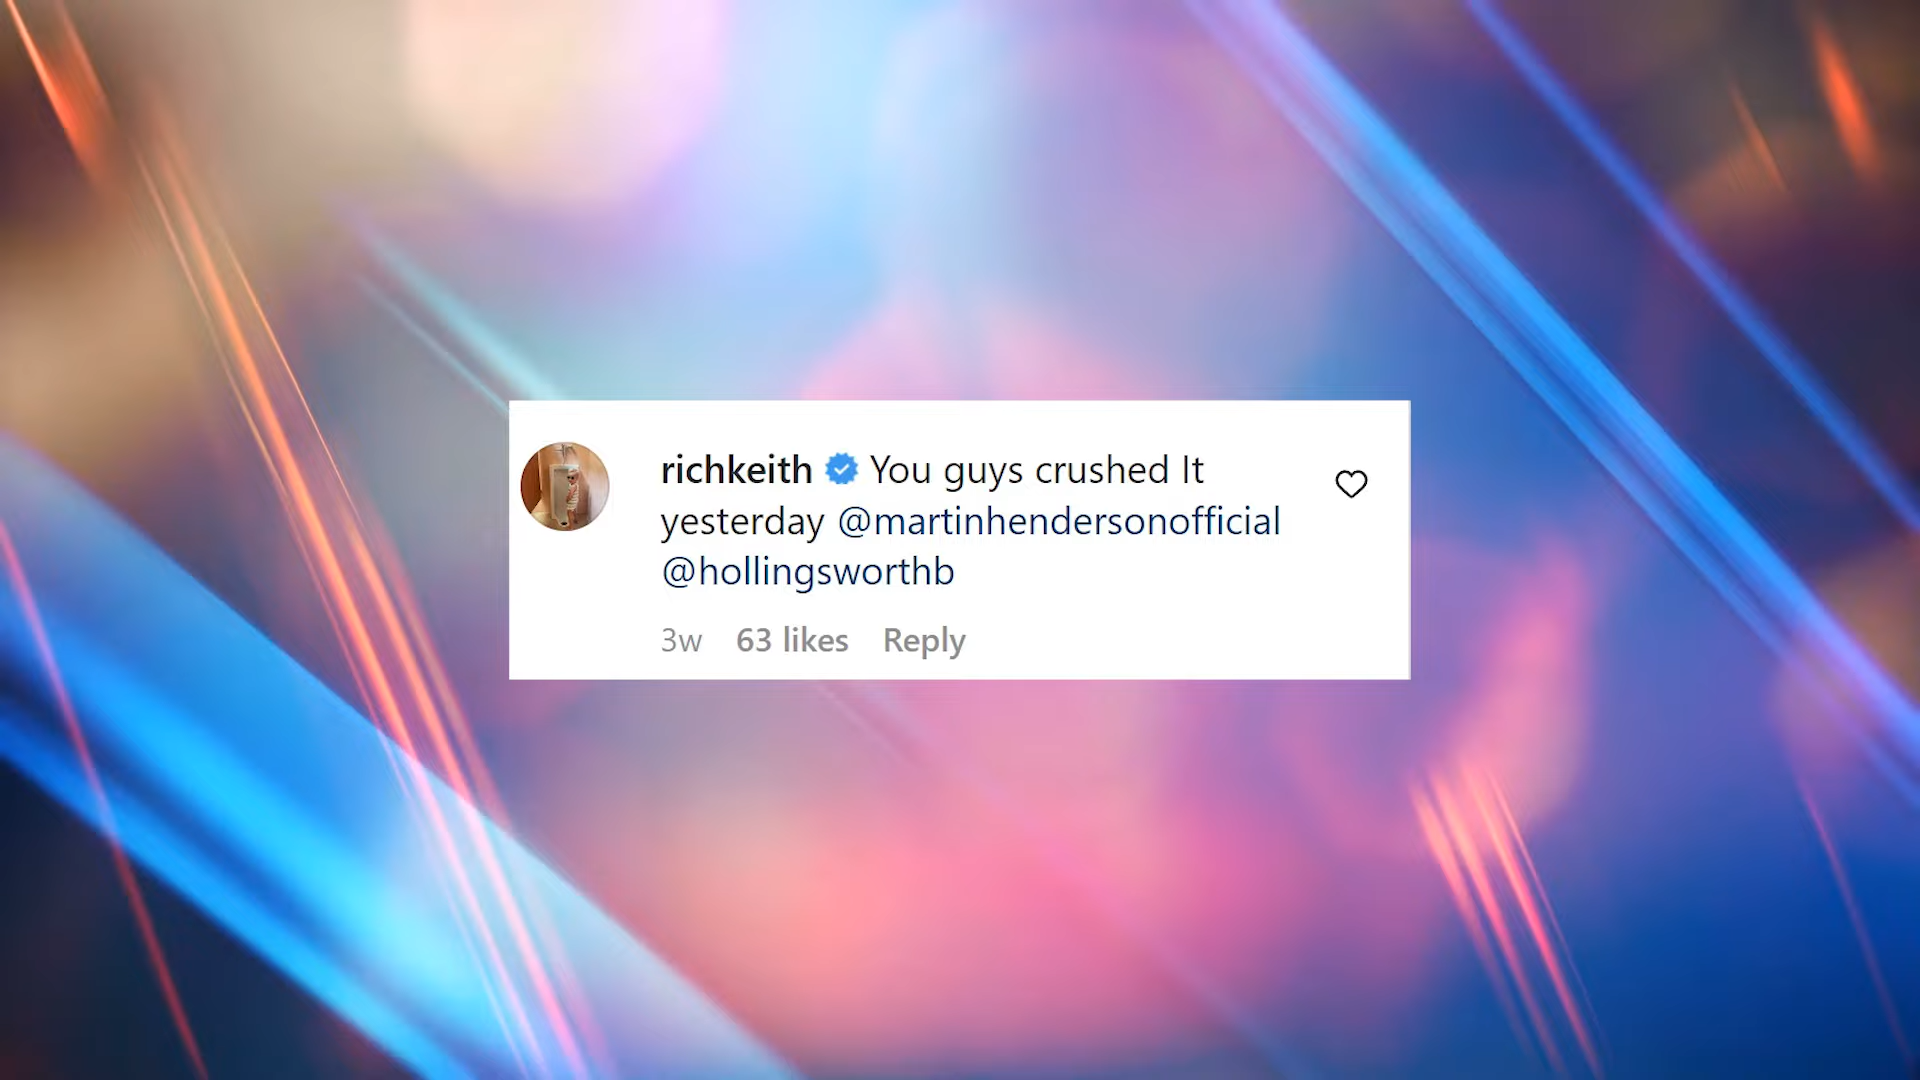 richkeith You guys crushed It
yesterday @martinhendersonofficial
@hollingsworthb
3w 63 likes Reply